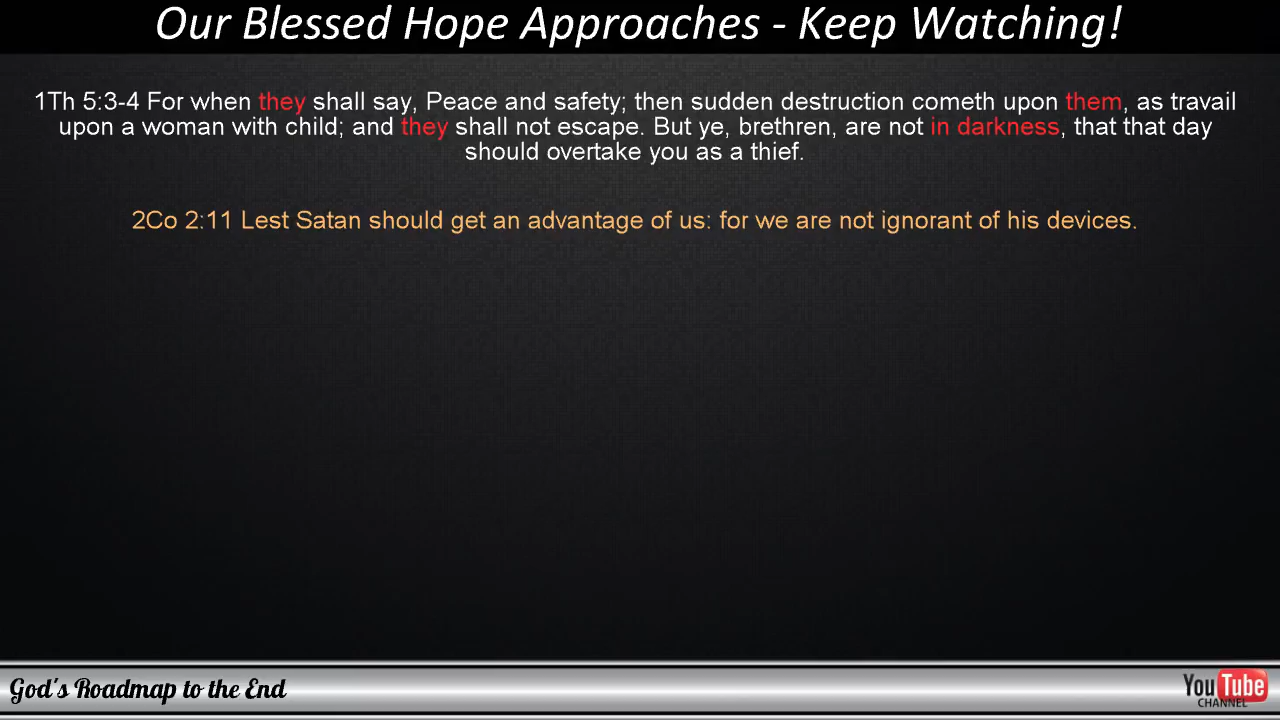 Our Blessed Hope Approaches - Keep Watching!
1Th 5:3-4 For when they shall say, Peace and safety; then sudden destruction cometh upon them, as travail
upon a woman with child; and they shall not escape. But ye, brethren, are not in darkness, that that day
should overtake you as a thief.
2Co 2:11 Lest Satan should get an advantage of us: for we are not ignorant of his devices.
God's Roadmap to the End
YouTube
CHANNEL